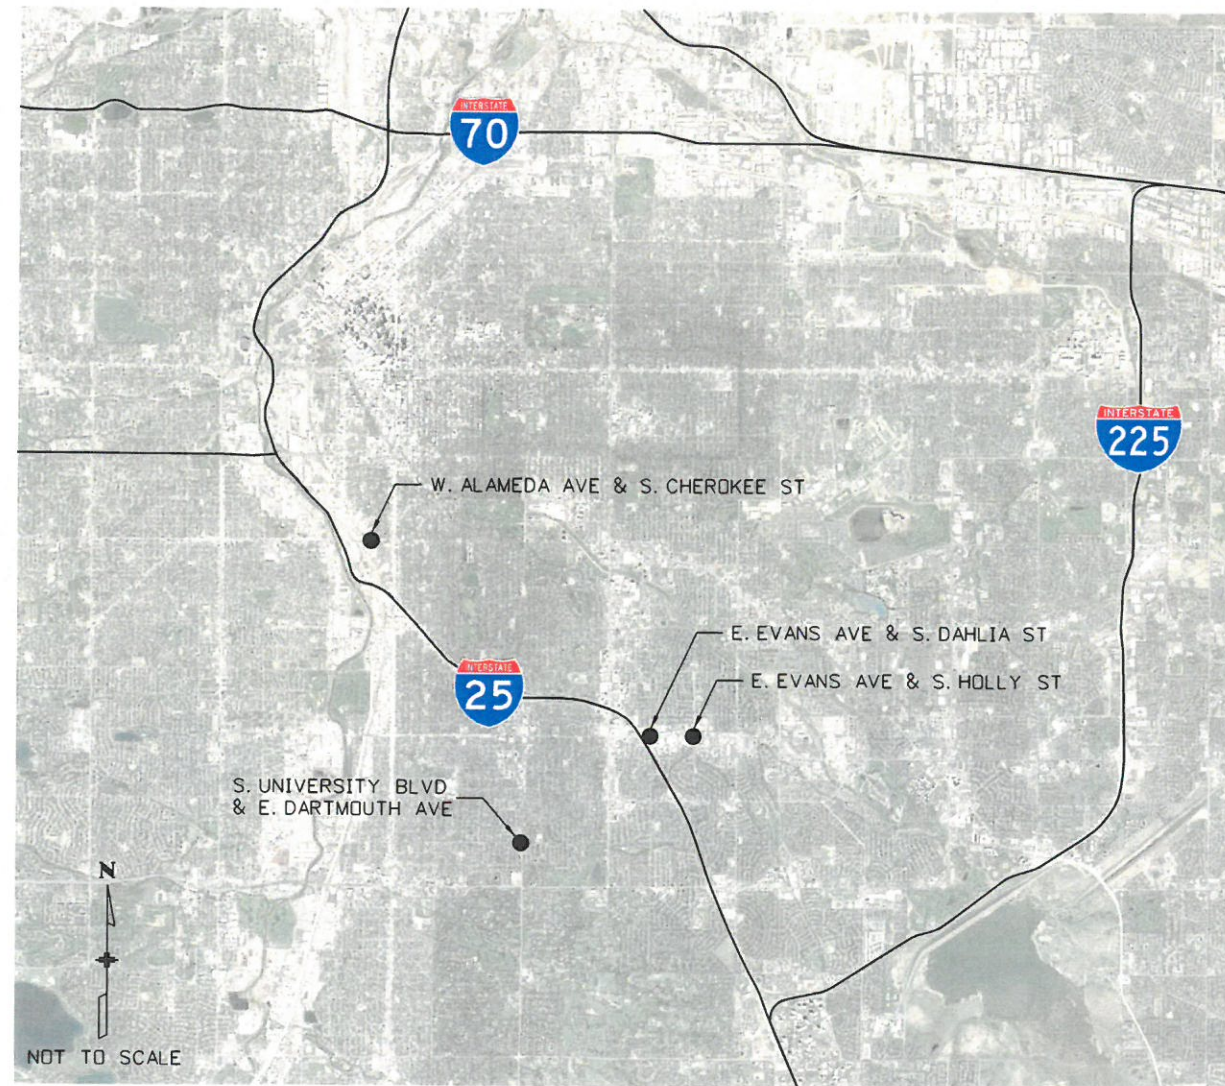 INTERSTATE
70
INTERSTATE
225
W. ALAMEDA AVE & S. CHEROKEE ST
E. EVANS AVE & S. DAHLIA ST
E. EVANS AVE & S. HOLLY ST
INTERSTATE
25
S. UNIVERSITY BLVD
& E. DARTMOUTH AVE
N
NOT TO SCALE